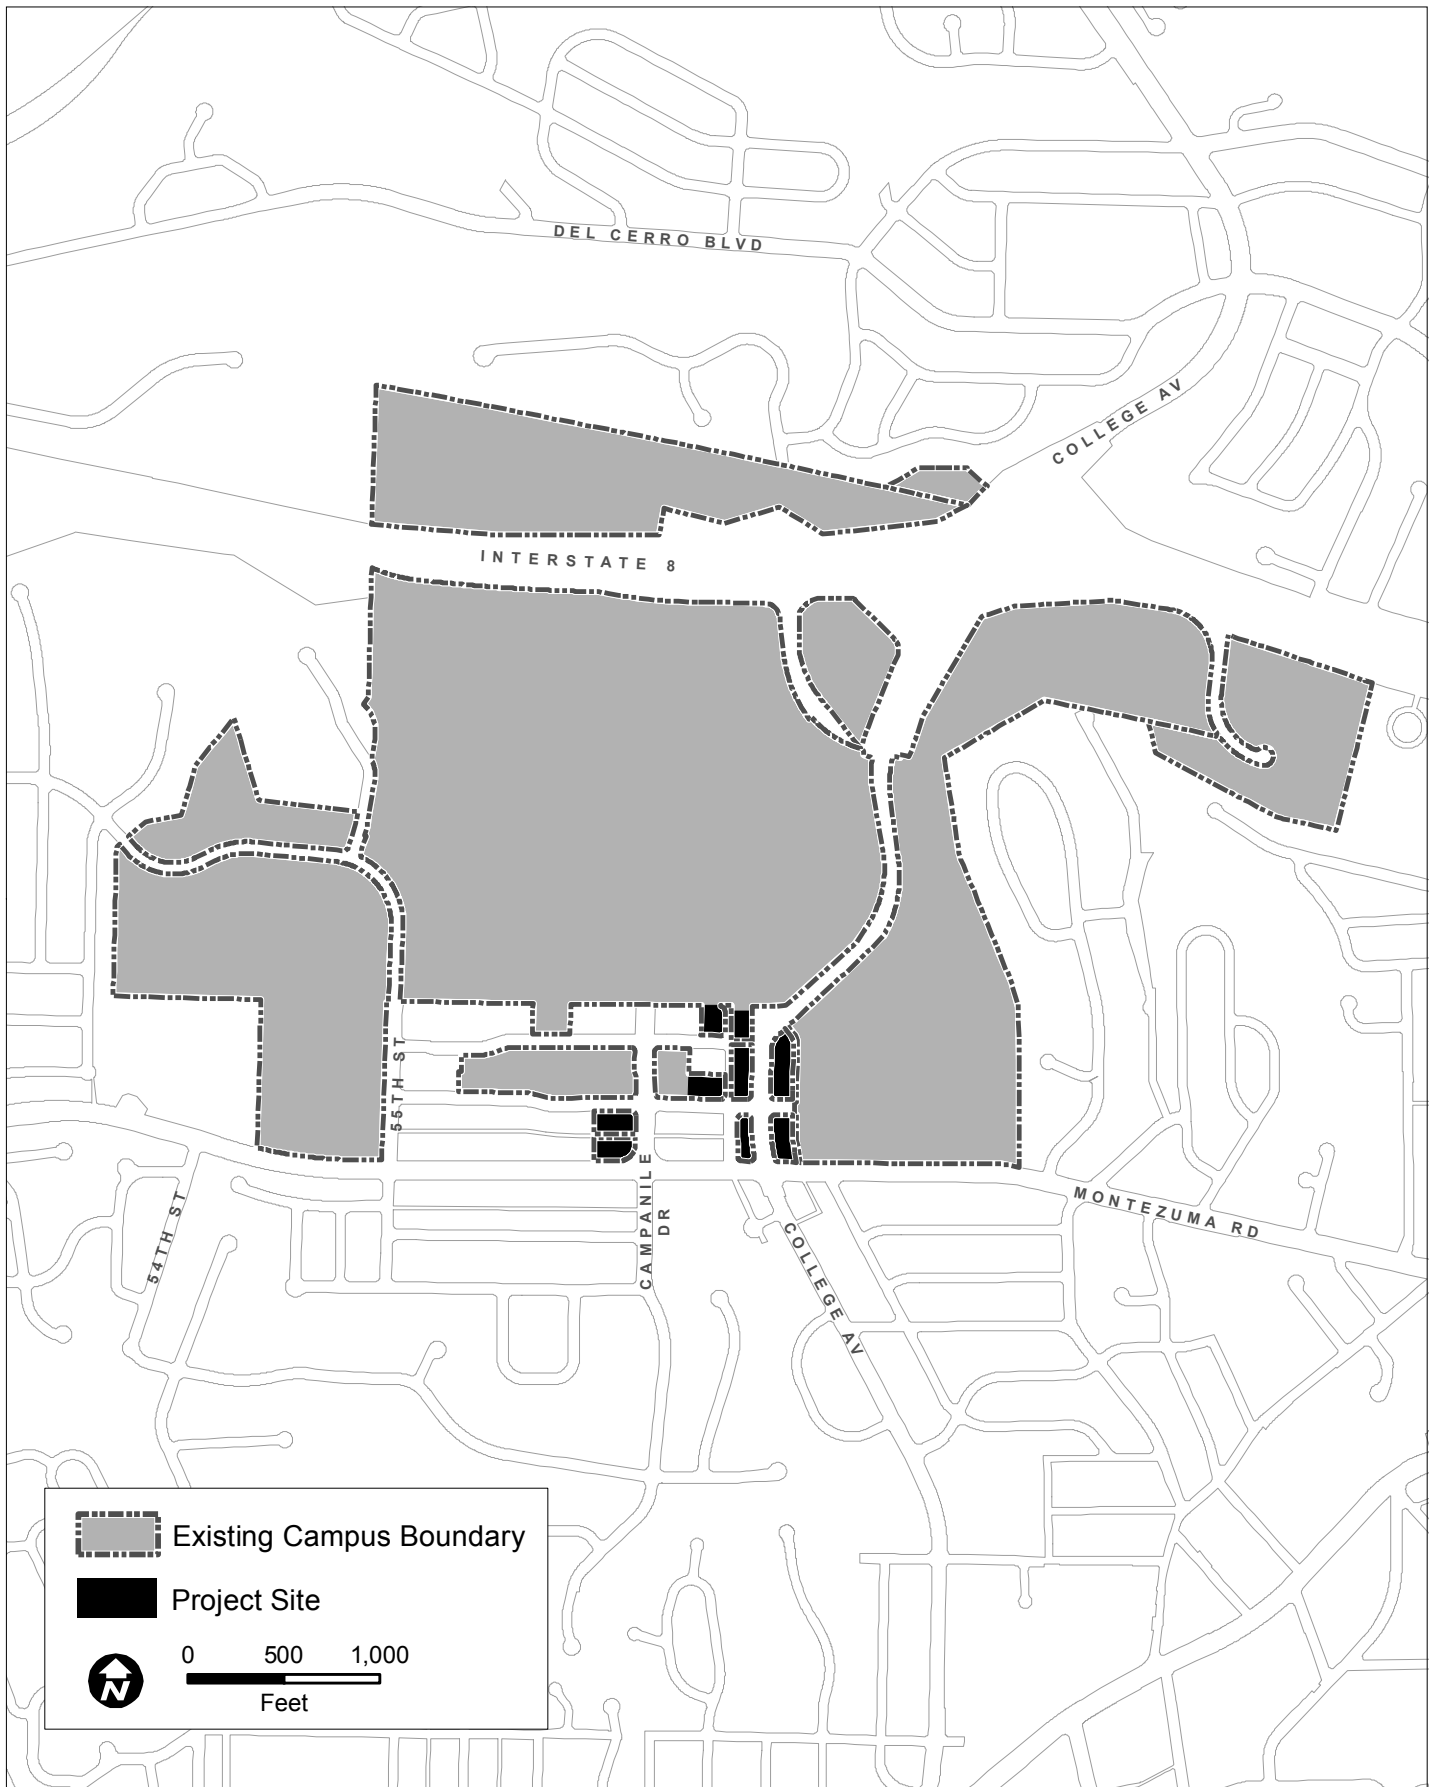 DEL CERRO BLVD
COLLEGE AV
INTERSTATE 8
55TH ST
CAMPANILE
DR
MONTEZUMA RD
54TH ST
COLLEGE AV
Existing Campus Boundary
Project Site
0 500 1,000
N
Feet